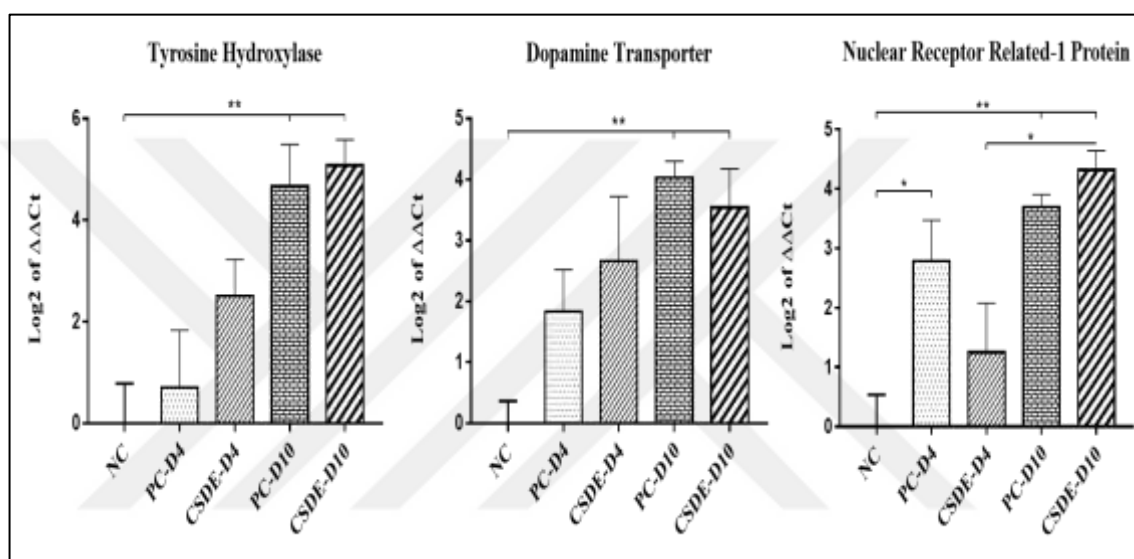 Tyrosine Hydroxylase
**
6
4
2
0
Log2 of ΔΔCt
NC
PC-D4
CSDE-D4
PC-D10
CSDE-D10
Dopamine Transporter
**
5
4
3
2
1
0
Log2 of ΔΔCt
NC
PC-D4
CSDE-D4
PC-D10
CSDE-D10
Nuclear Receptor Related-1 Protein
**
*
*
5
4
3
2
1
0
Log2 of ΔΔCt
NC
PC-D4
CSDE-D4
PC-D10
CSDE-D10